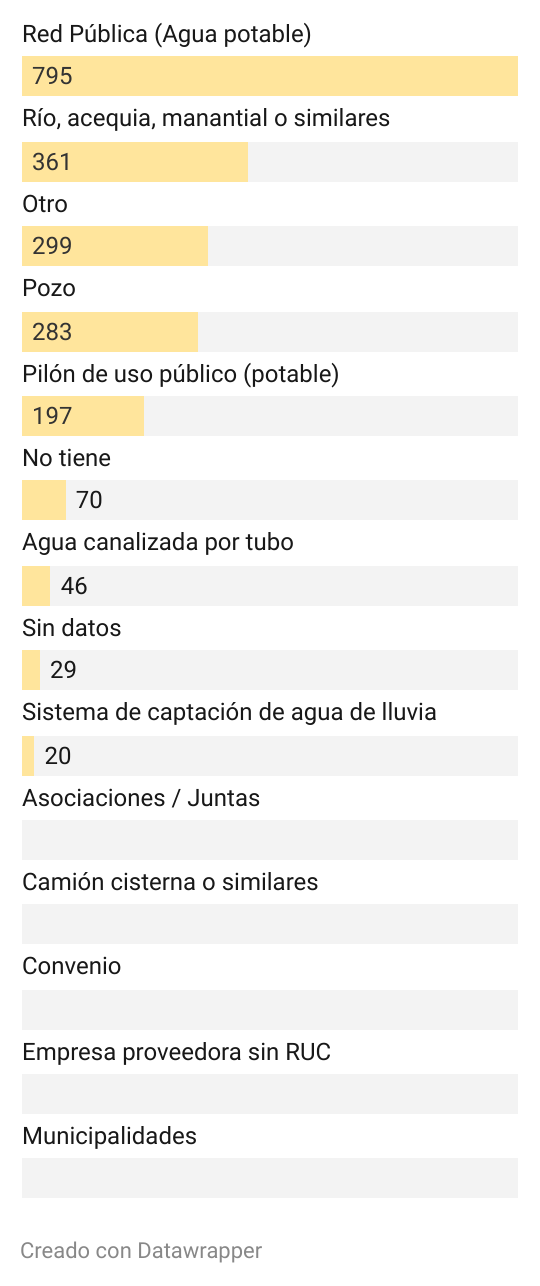 Red Pública (Agua potable)
795
Río, acequia, manantial o similares
361
Otro
299
Pozo
283
Pilón de uso público (potable)
197
No tiene
70
Agua canalizada por tubo
46
Sin datos
29
Sistema de captación de agua de lluvia
20
Asociaciones / Juntas
Camión cisterna o similares
Convenio
Empresa proveedora sin RUC
Municipalidades
Creado con Datawrapper